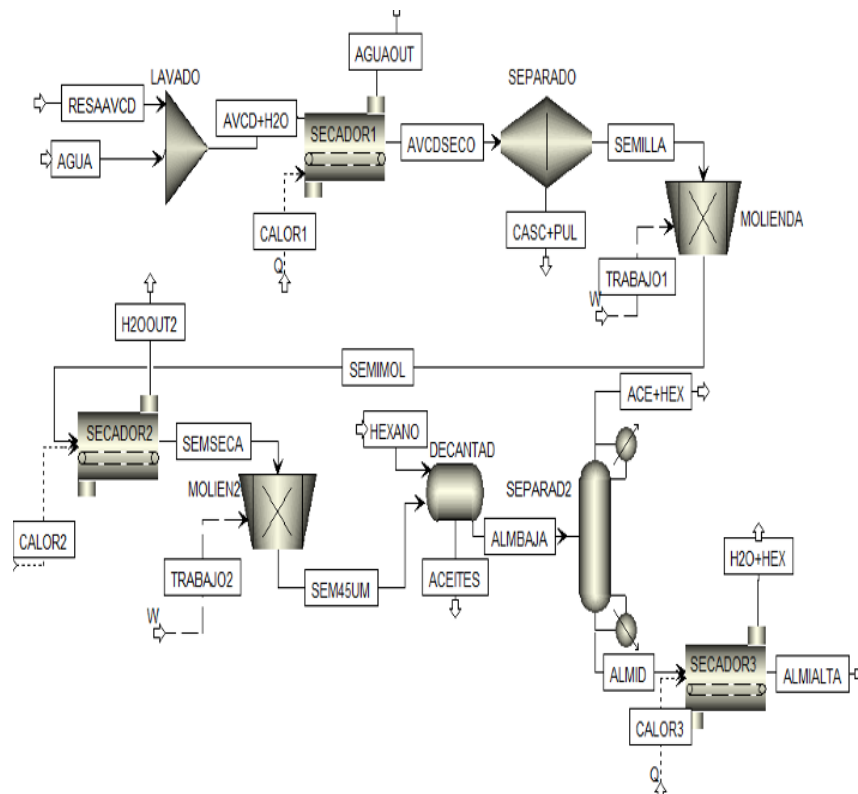 AGUAOUT
LAVADO
SEPARADO
RESAAVCD
AVCD+H2O
SECADOR1
AVCDSECO
SEMILLA
AGUA
MOLIENDA
CALOR1
CASC+PUL
TRABAJO1
Q
W
H2OOUT2
SEMIMOL
ACE+HEX
HEXANO
SECADOR2
SEMSECA
DECANTAD
MOLIEN2
SEPARAD2
CALOR2
ALMBAJA
H2O+HEX
TRABAJO2
SEM45UM
ACEITES
W
SECADOR3
ALMID
ALMIALTA
CALOR3
Q